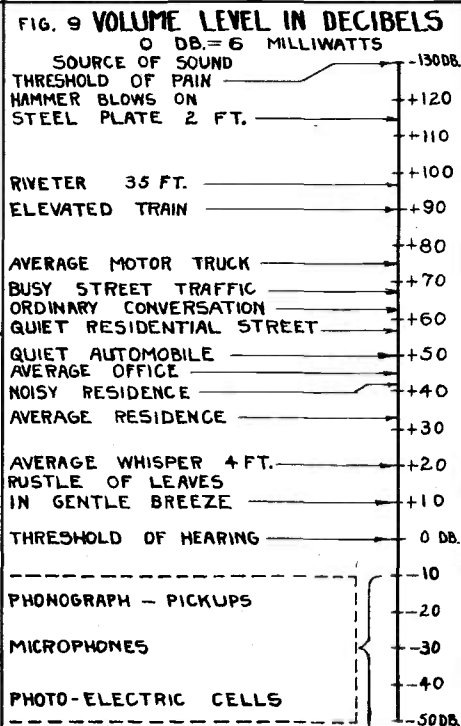 FIG. 9 VOLUME LEVEL IN DECIBELS
0 DB.= 6 MILLIWATTS
SOURCE OF SOUND
THRESHOLD OF PAIN
-130DB.
HAMMER BLOWS ON
STEEL PLATE 2 FT.
+120
+110
+100
RIVETER 35 FT.
ELEVATED TRAIN
+90
+80
AVERAGE MOTOR TRUCK
+70
BUSY STREET TRAFFIC
ORDINARY CONVERSATION
+60
QUIET RESIDENTIAL STREET
QUIET AUTOMOBILE
+50
AVERAGE OFFICE
NOISY RESIDENCE
+40
AVERAGE RESIDENCE
+30
AVERAGE WHISPER 4 FT.
+20
RUSTLE OF LEAVES
IN GENTLE BREEZE
+10
THRESHOLD OF HEARING
0 DB.
-10
PHONOGRAPH - PICKUPS
-20
MICROPHONES
-30
-40
PHOTO-ELECTRIC CELLS
-50DB.